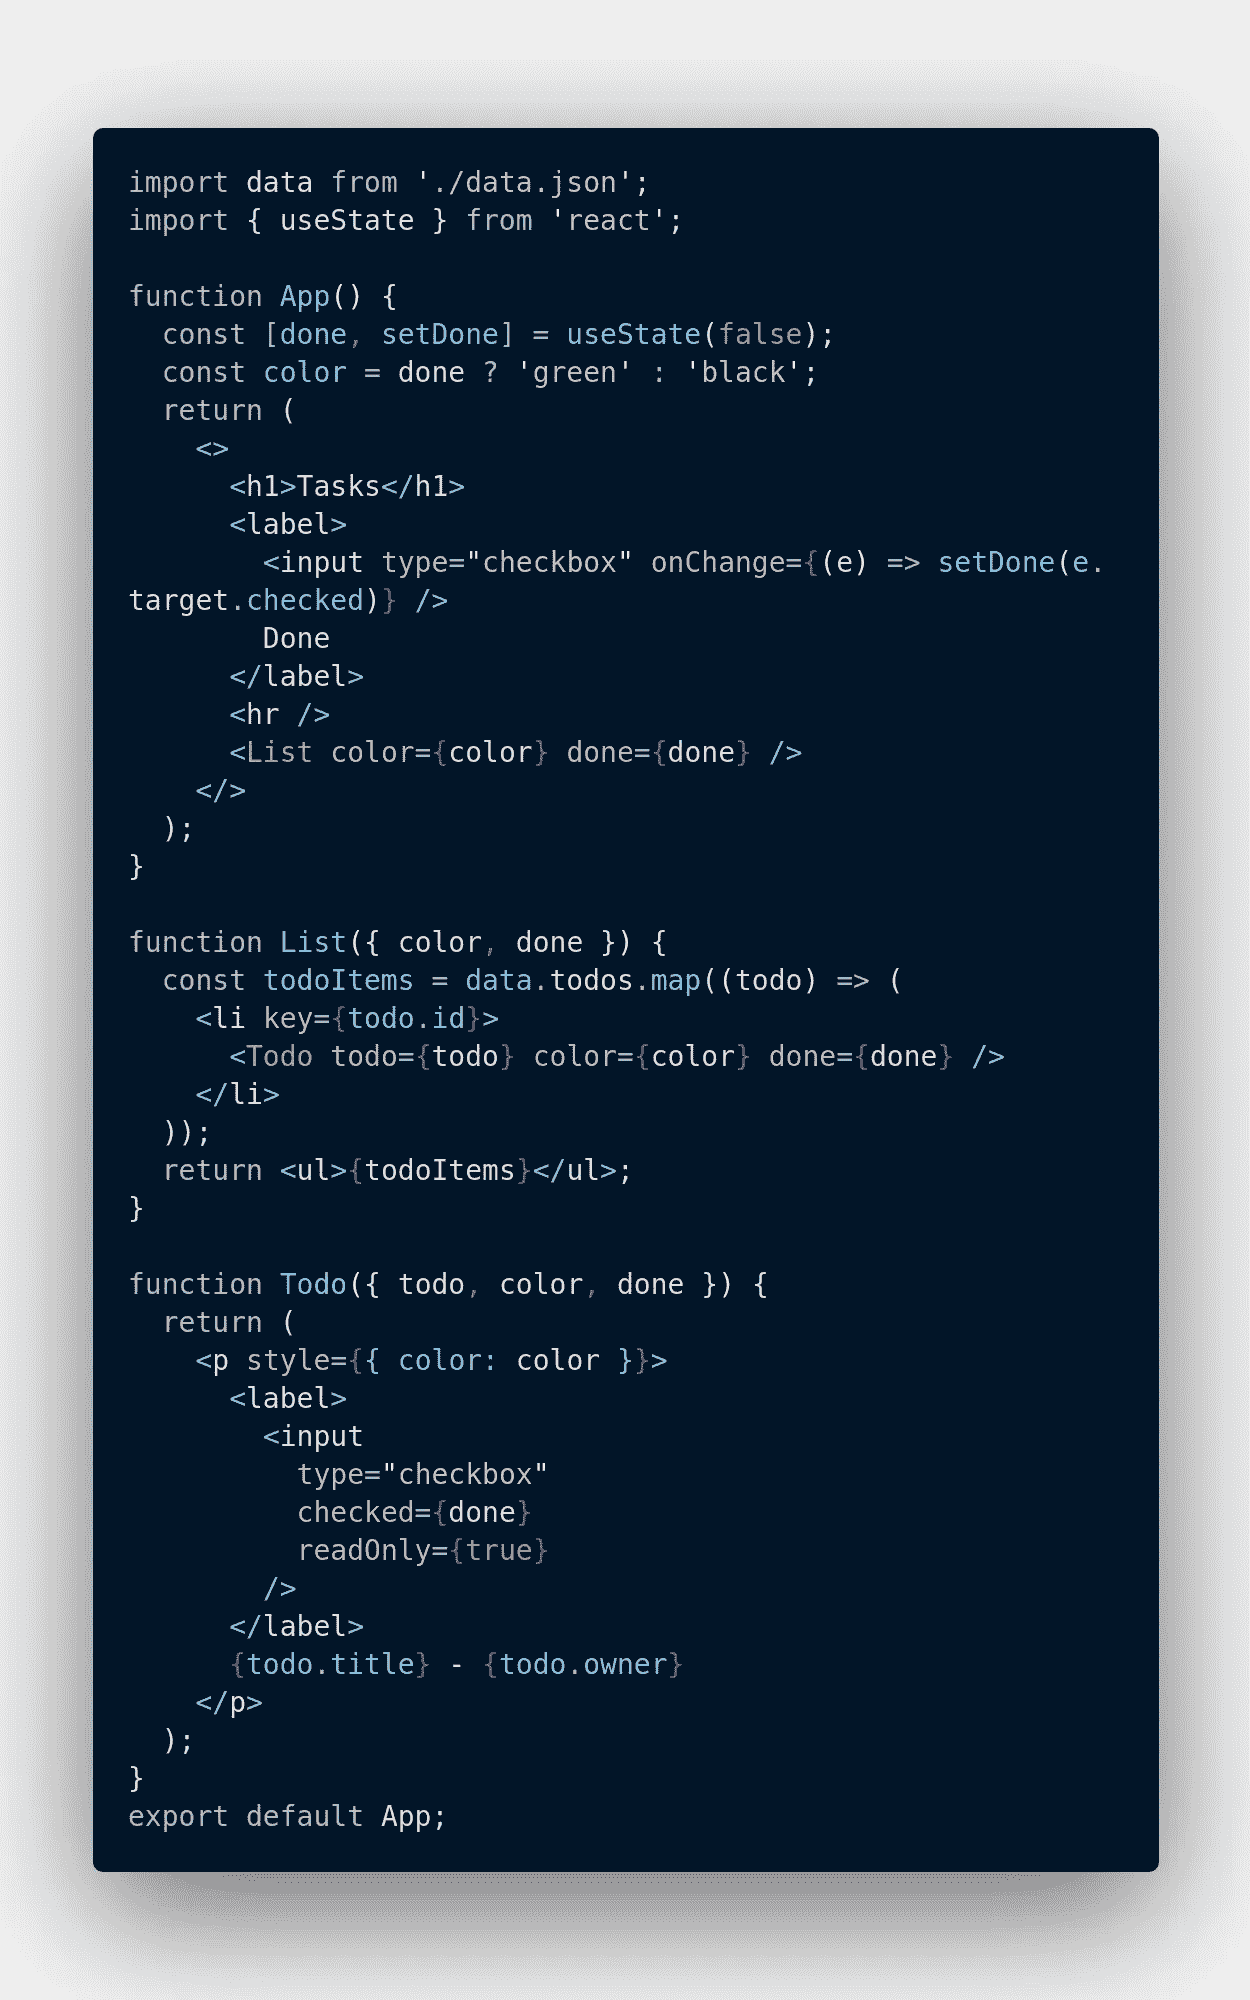 import data from './data.json';
import { useState } from 'react';

function App() {
  const [done, setDone] = useState(false);
  const color = done ? 'green' : 'black';
  return (
    <>
      <h1>Tasks</h1>
      <label>
        <input type="checkbox" onChange={(e) => setDone(e.
target.checked)} />
        Done
      </label>
      <hr />
      <List color={color} done={done} />
    </>
  );
}

function List({ color, done }) {
  const todoItems = data.todos.map((todo) => (
    <li key={todo.id}>
      <Todo todo={todo} color={color} done={done} />
    </li>
  ));
  return <ul>{todoItems}</ul>;
}

function Todo({ todo, color, done }) {
  return (
    <p style={{ color: color }}>
      <label>
        <input
          type="checkbox"
          checked={done}
          readOnly={true}
        />
      </label>
      {todo.title} - {todo.owner}
    </p>
  );
}
export default App;